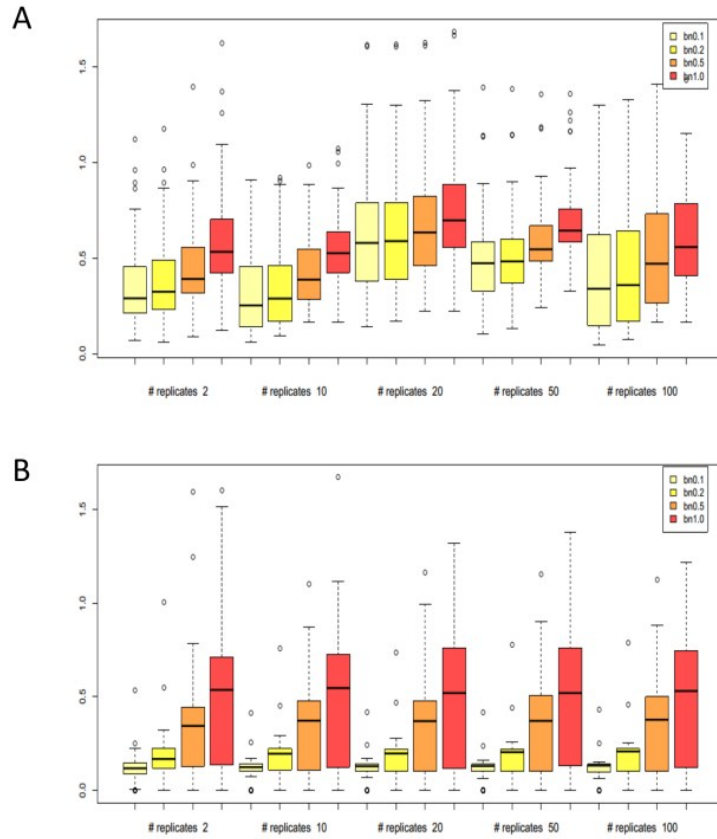 A
bn0.1
bn0.2
bn0.5
bn1.0
1.5
1.0
0.5
0.0
# replicates 2 # replicates 10 # replicates 20 # replicates 50 # replicates 100
B
bn0.1
bn0.2
bn0.5
bn1.0
1.5
1.0
0.5
0.0
# replicates 2 # replicates 10 # replicates 20 # replicates 50 # replicates 100